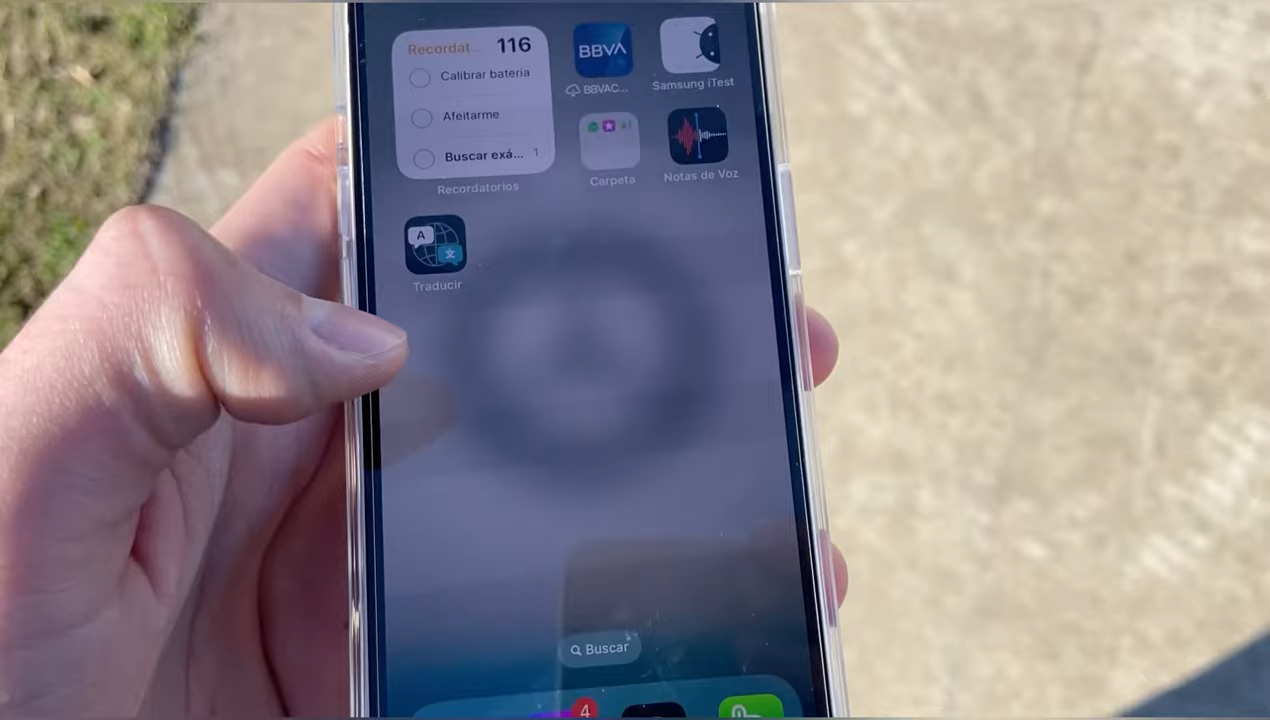 Recordat... 116
Calibrar bateria
Afeitarme
Buscar exá... 1
Recordatorios
BBVA
BBVAC...
Samsung iTest
Carpeta
Notas de Voz
A
文
Traducir
Buscar
4